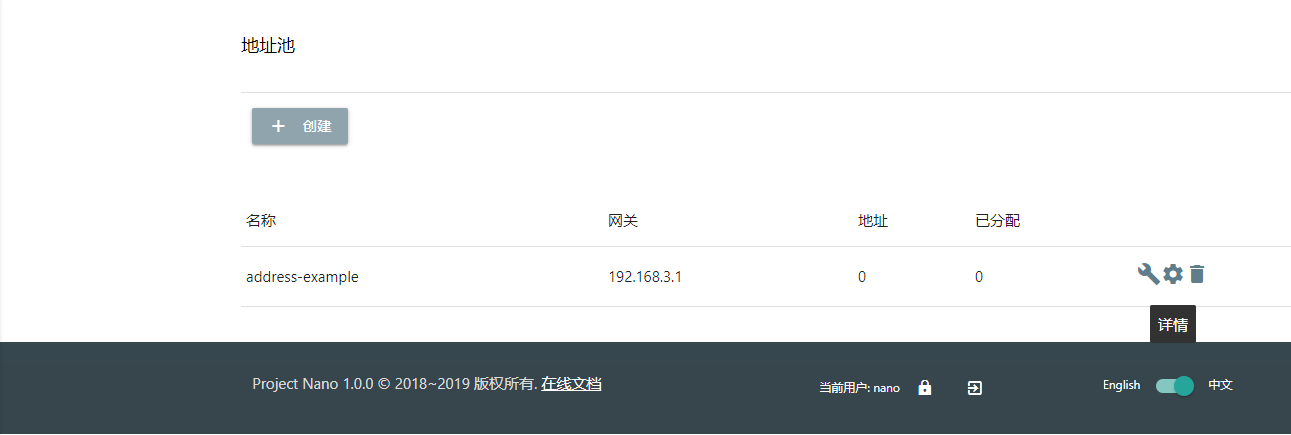 地址池
创建
名称 网关 地址 已分配
address-example 192.168.3.1 0 0
详情
Project Nano 1.0.0 © 2018~2019 版权所有. 在线文档 当前用户: nano English 中文